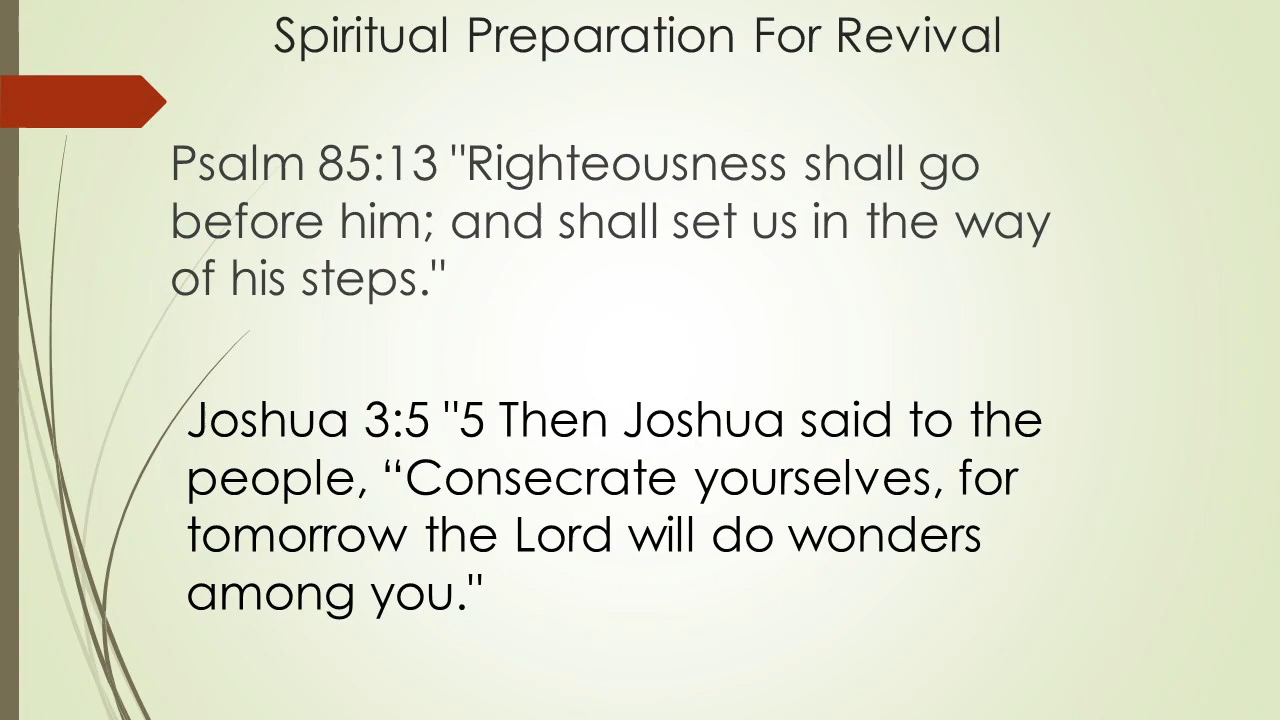 Spiritual Preparation For Revival
Psalm 85:13 "Righteousness shall go
before him; and shall set us in the way
of his steps."
Joshua 3:5 "5 Then Joshua said to the
people, “Consecrate yourselves, for
tomorrow the Lord will do wonders
among you."